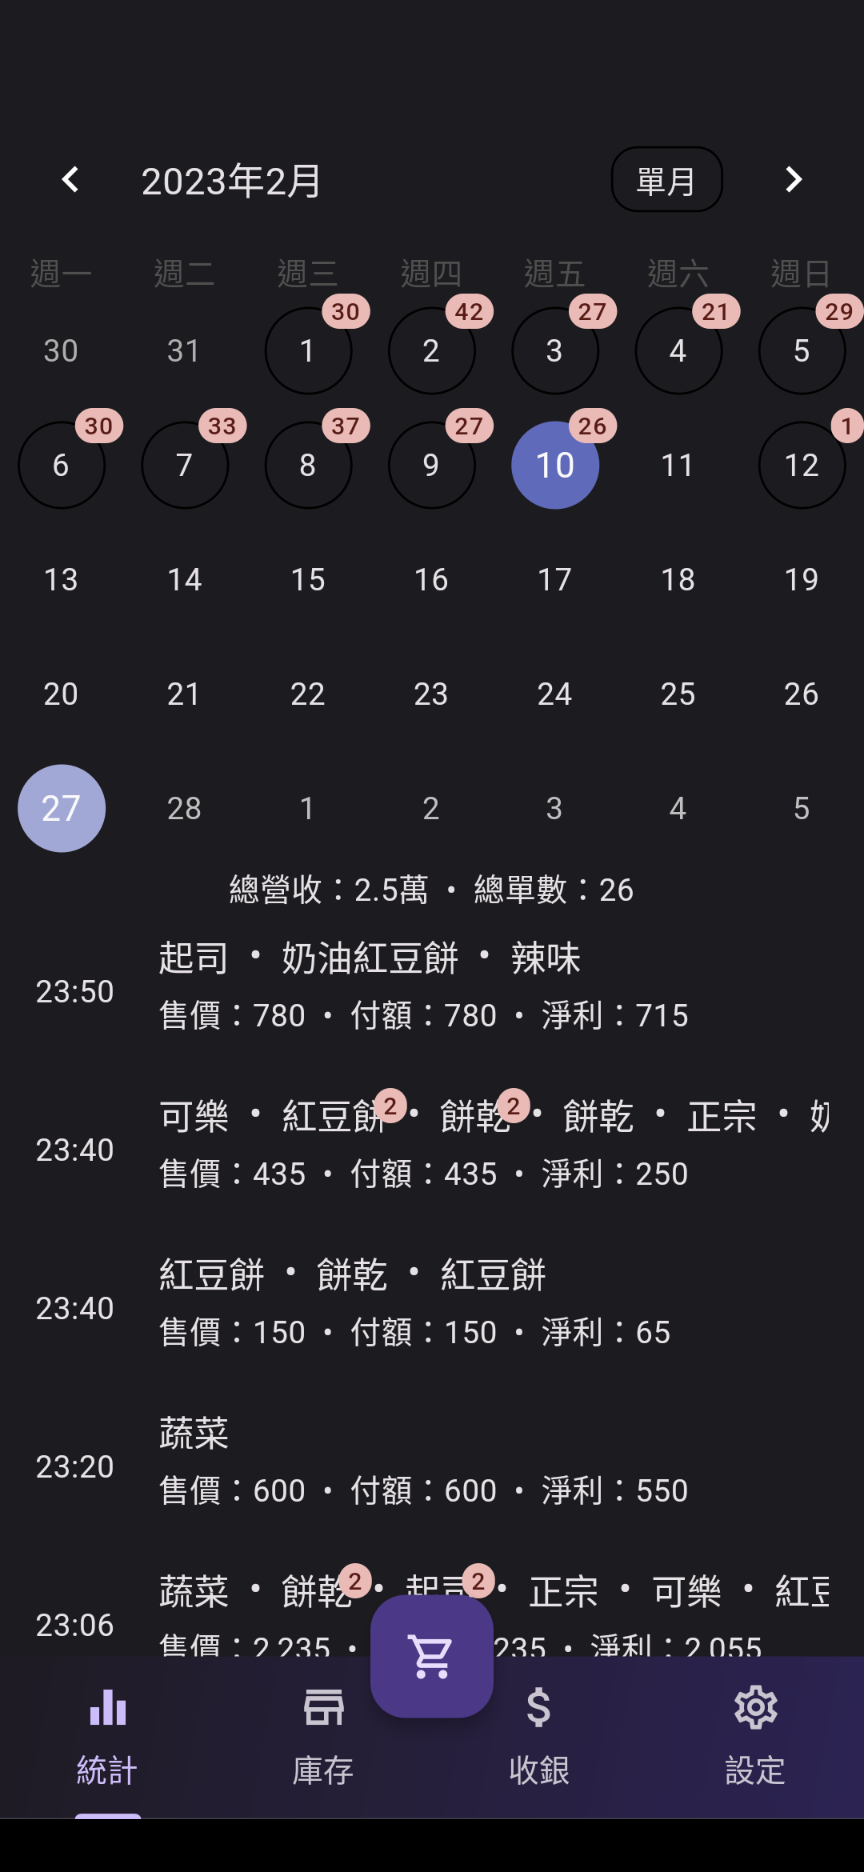 2023年2月 單月
週一 週二 週三 週四 週五 週六 週日
30 42 27 21 29
30 31 1 2 3 4 5
30 33 37 27 26 1
6 7 8 9 10 11 12
13 14 15 16 17 18 19
20 21 22 23 24 25 26
27 28 1 2 3 4 5
總營收：2.5萬 • 總單數：26
起司 • 奶油紅豆餅 • 辣味
23:50
售價：780 • 付額：780 • 淨利：715
可樂 • 紅豆餅 2 • 餅乾 2 • 餅乾 • 正宗 •
23:40
售價：435 • 付額：435 • 淨利：250
紅豆餅 • 餅乾 • 紅豆餅
23:40
售價：150 • 付額：150 • 淨利：65
蔬菜
23:20
售價：600 • 付額：600 • 淨利：550
蔬菜 • 餅乾 2 • 起司 2 • 正宗 • 可樂 • 紅豆
23:06
售價：2,235 • 235 • 淨利：2,055
統計 庫存 收銀 設定